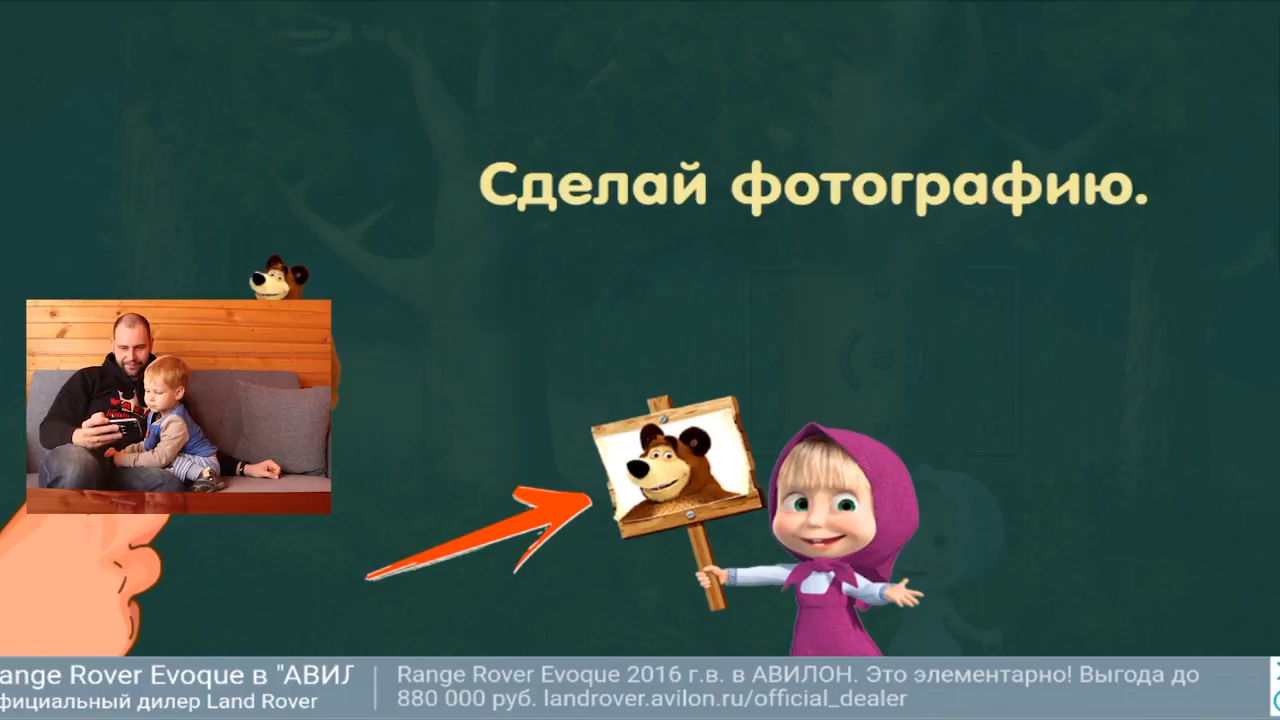 Сделай фотографию.
ange Rover Evoque в "АВИЛ
фициальный дилер Land Rover
Range Rover Evoque 2016 г.в. в АВИЛОН. Это элементарно! Выгода до
880 000 руб. landrover.avilon.ru/official_dealer